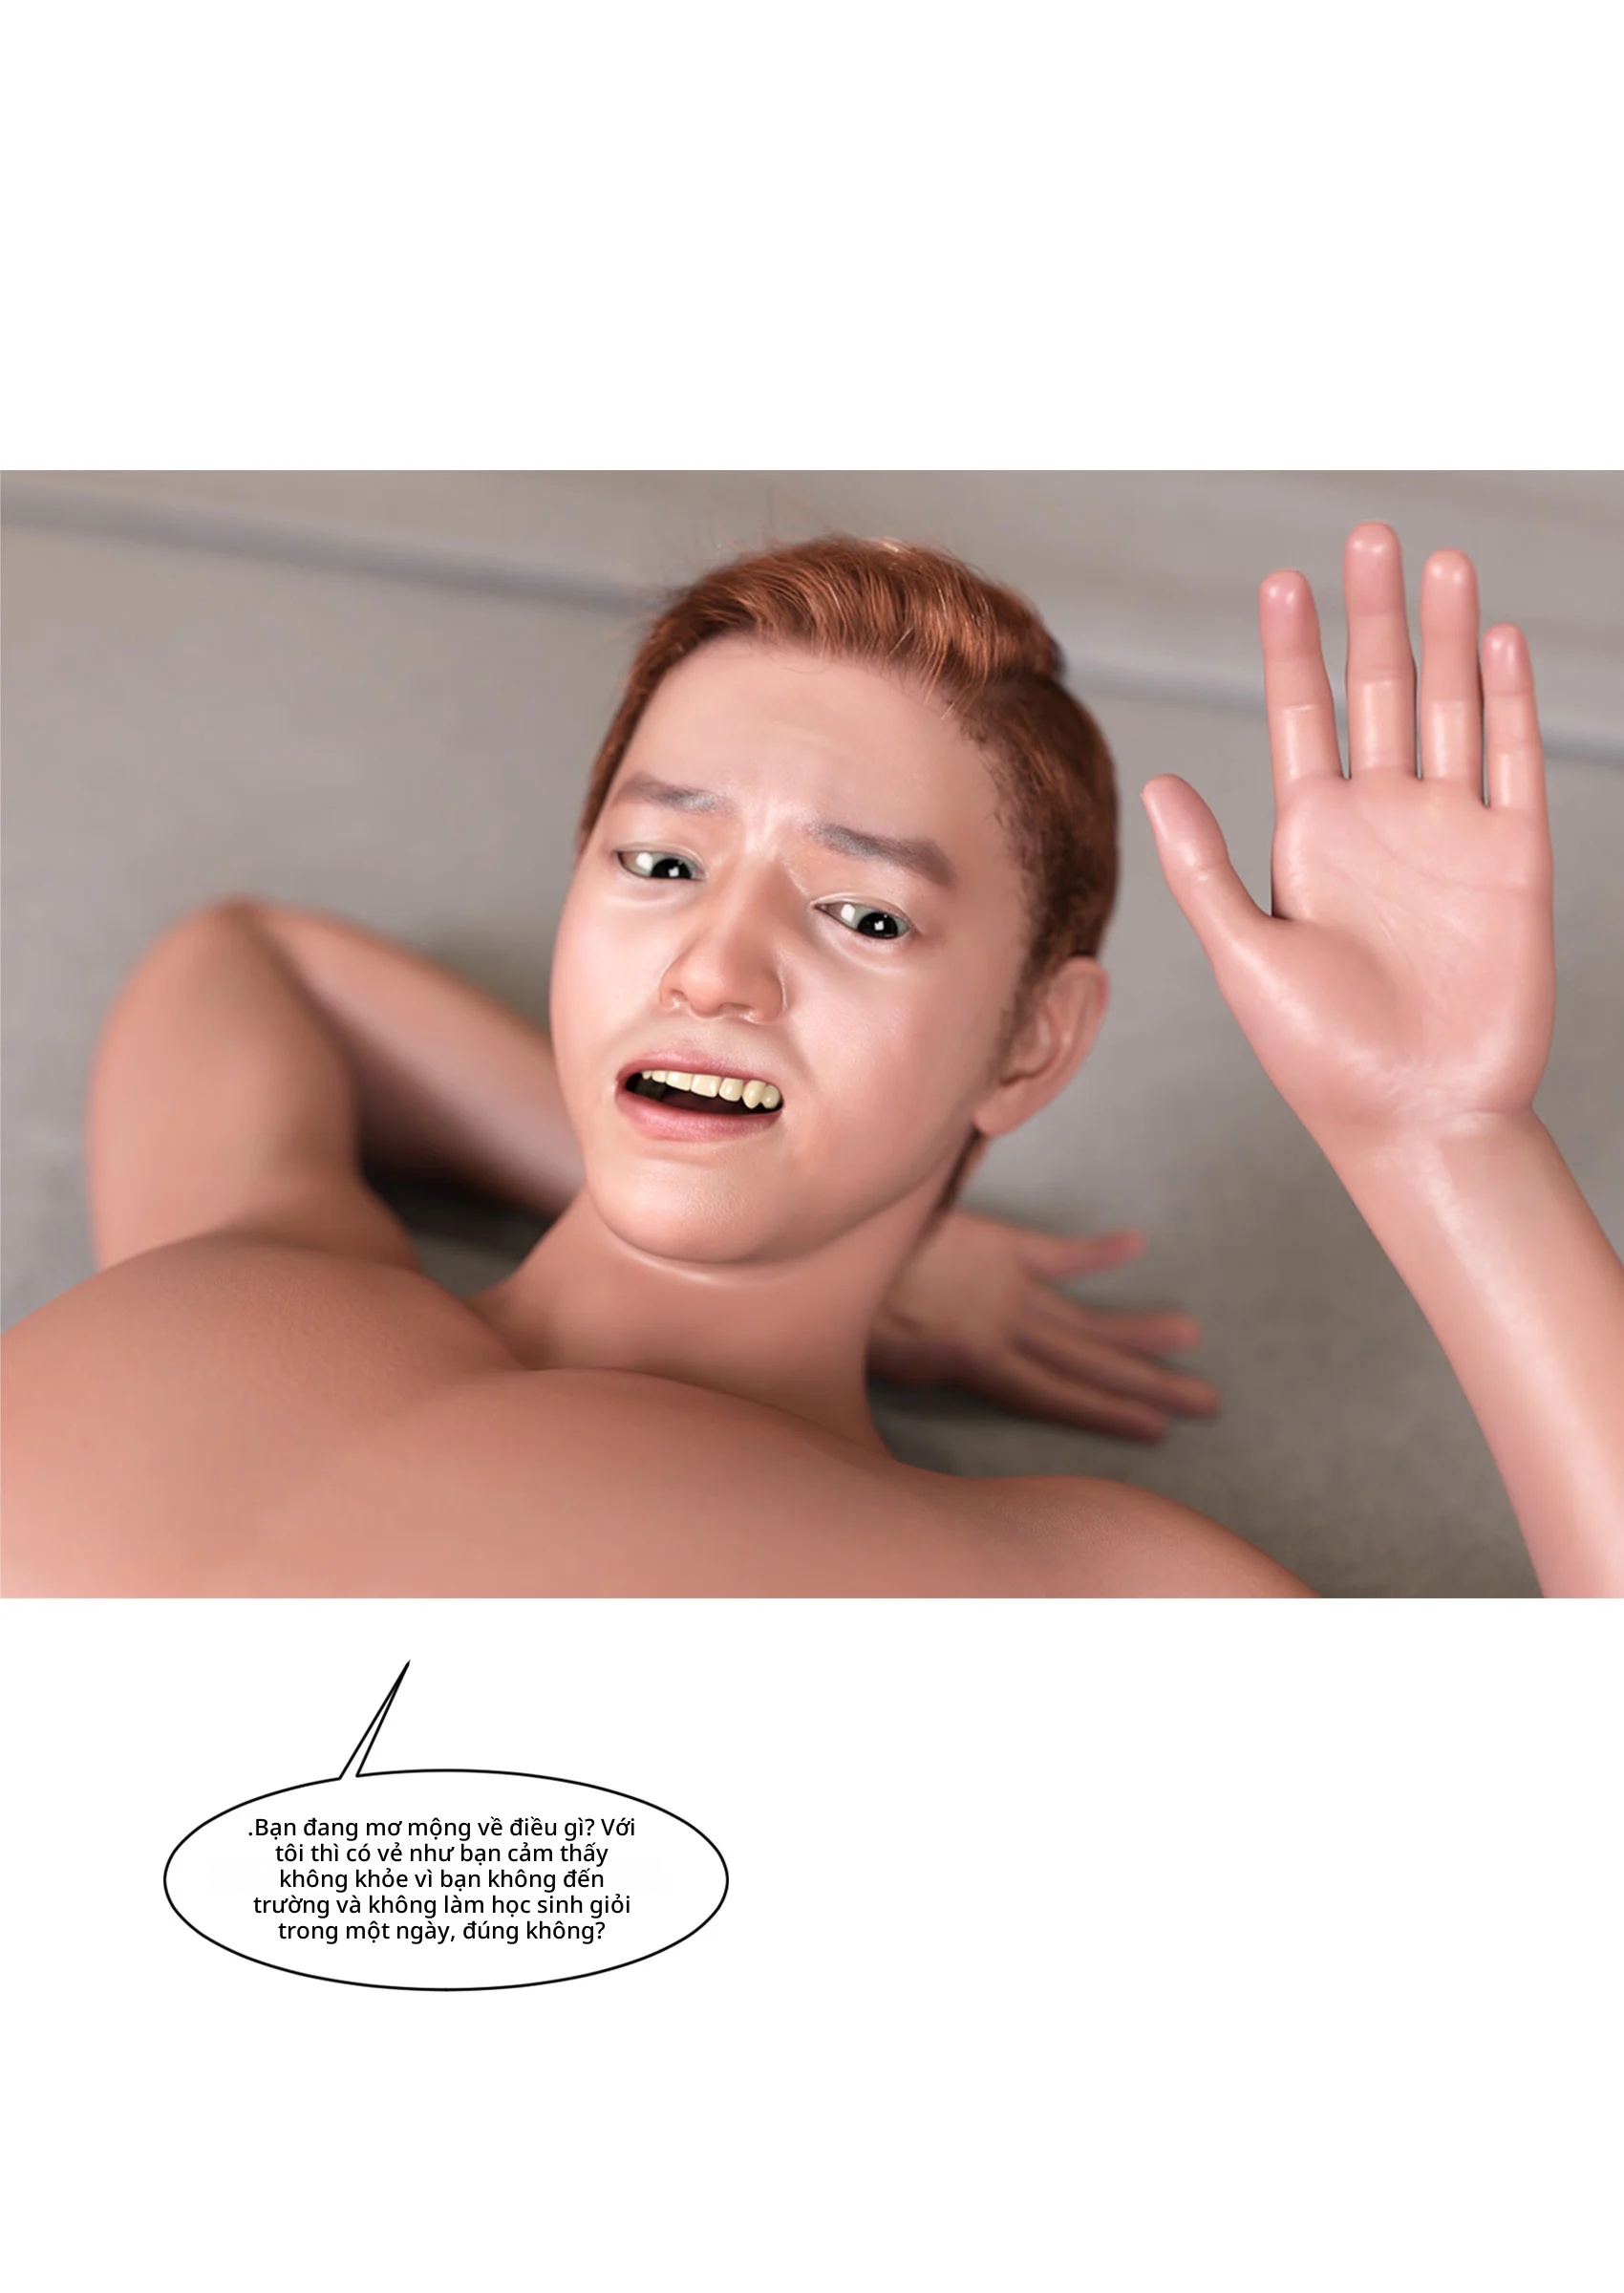 .Bạn đang mơ mộng về điều gì? Với
tôi thì có vẻ như bạn cảm thấy
không khỏe vì bạn không đến
trường và không làm học sinh giỏi
trong một ngày, đúng không?